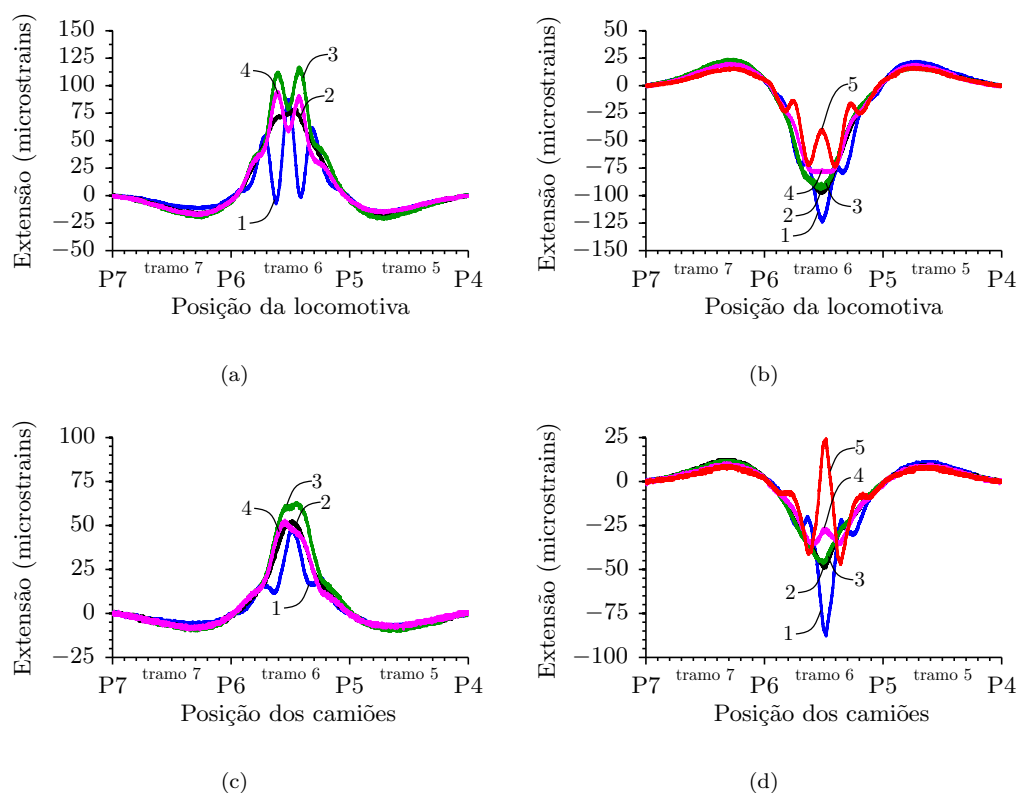 150
125
100
75
50
25
0
−25
−50
Extensão (microstrains)
1
2
3
4
P7
tramo 7
P6
tramo 6
P5
tramo 5
P4
Posição da locomotiva
(a)
50
25
0
−25
−50
−75
−100
−125
−150
Extensão (microstrains)
5
4
3
2
1
P7
tramo 7
P6
tramo 6
P5
tramo 5
P4
Posição da locomotiva
(b)
100
75
50
25
0
−25
Extensão (microstrains)
3
2
4
1
P7
tramo 7
P6
tramo 6
P5
tramo 5
P4
Posição dos camiões
(c)
25
0
−25
−50
−75
−100
Extensão (microstrains)
5
4
3
2
1
P7
tramo 7
P6
tramo 6
P5
tramo 5
P4
Posição dos camiões
(d)